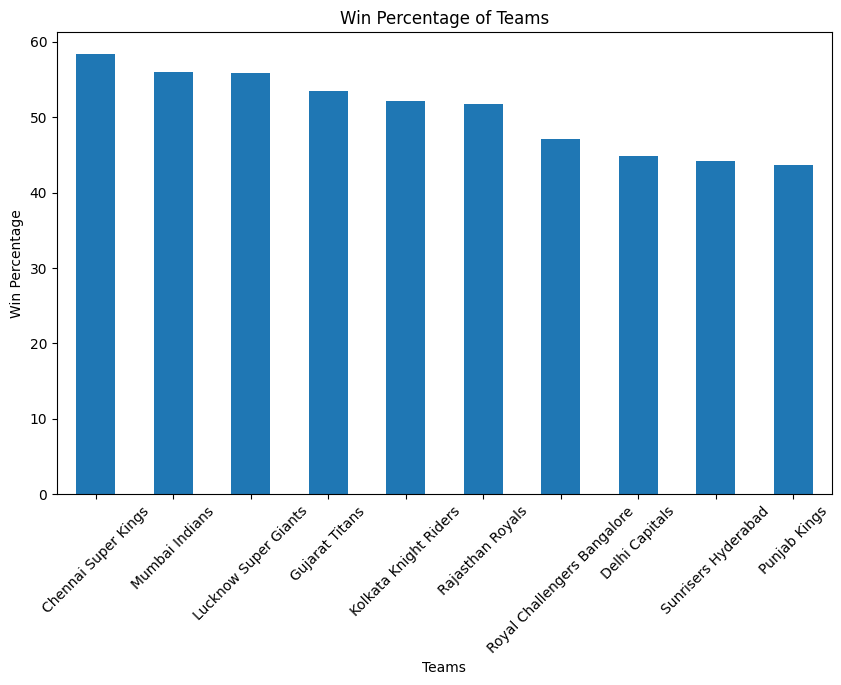 Win Percentage of Teams
60
50
40
30
20
10
0
Win Percentage
Chennai Super Kings
Mumbai Indians
Lucknow Super Giants
Gujarat Titans
Kolkata Knight Riders
Rajasthan Royals
Royal Challengers Bangalore
Delhi Capitals
Sunrisers Hyderabad
Punjab Kings
Teams